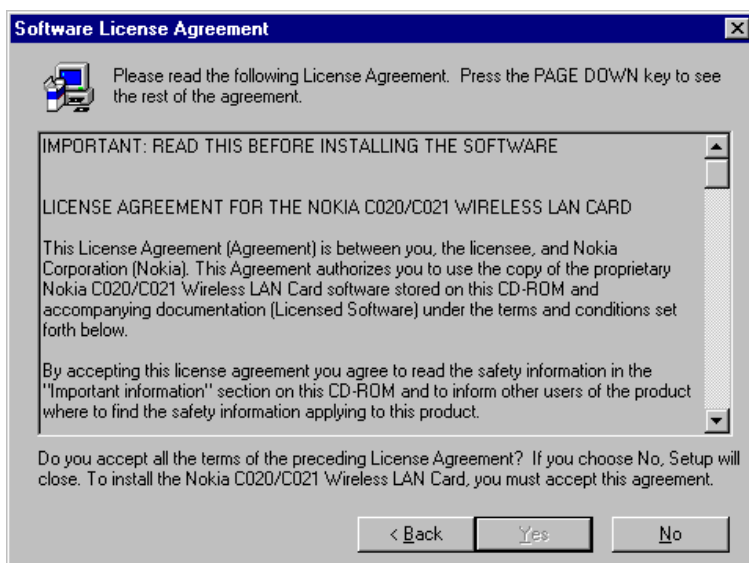 Software License Agreement
Please read the following License Agreement. Press the PAGE DOWN key to see
the rest of the agreement.
IMPORTANT: READ THIS BEFORE INSTALLING THE SOFTWARE
LICENSE AGREEMENT FOR THE NOKIA C020/C021 WIRELESS LAN CARD
This License Agreement (Agreement) is between you, the licensee, and Nokia
Corporation (Nokia). This Agreement authorizes you to use the copy of the proprietary
Nokia C020/C021 Wireless LAN Card software stored on this CD-ROM and
accompanying documentation (Licensed Software) under the terms and conditions set
forth below.
By accepting this license agreement you agree to read the safety information in the
"Important information" section on this CD-ROM and to inform other users of the product
where to find the safety information applying to this product.
Do you accept all the terms of the preceding License Agreement? If you choose No, Setup will
close. To install the Nokia C020/C021 Wireless LAN Card, you must accept this agreement.
< Back Yes No